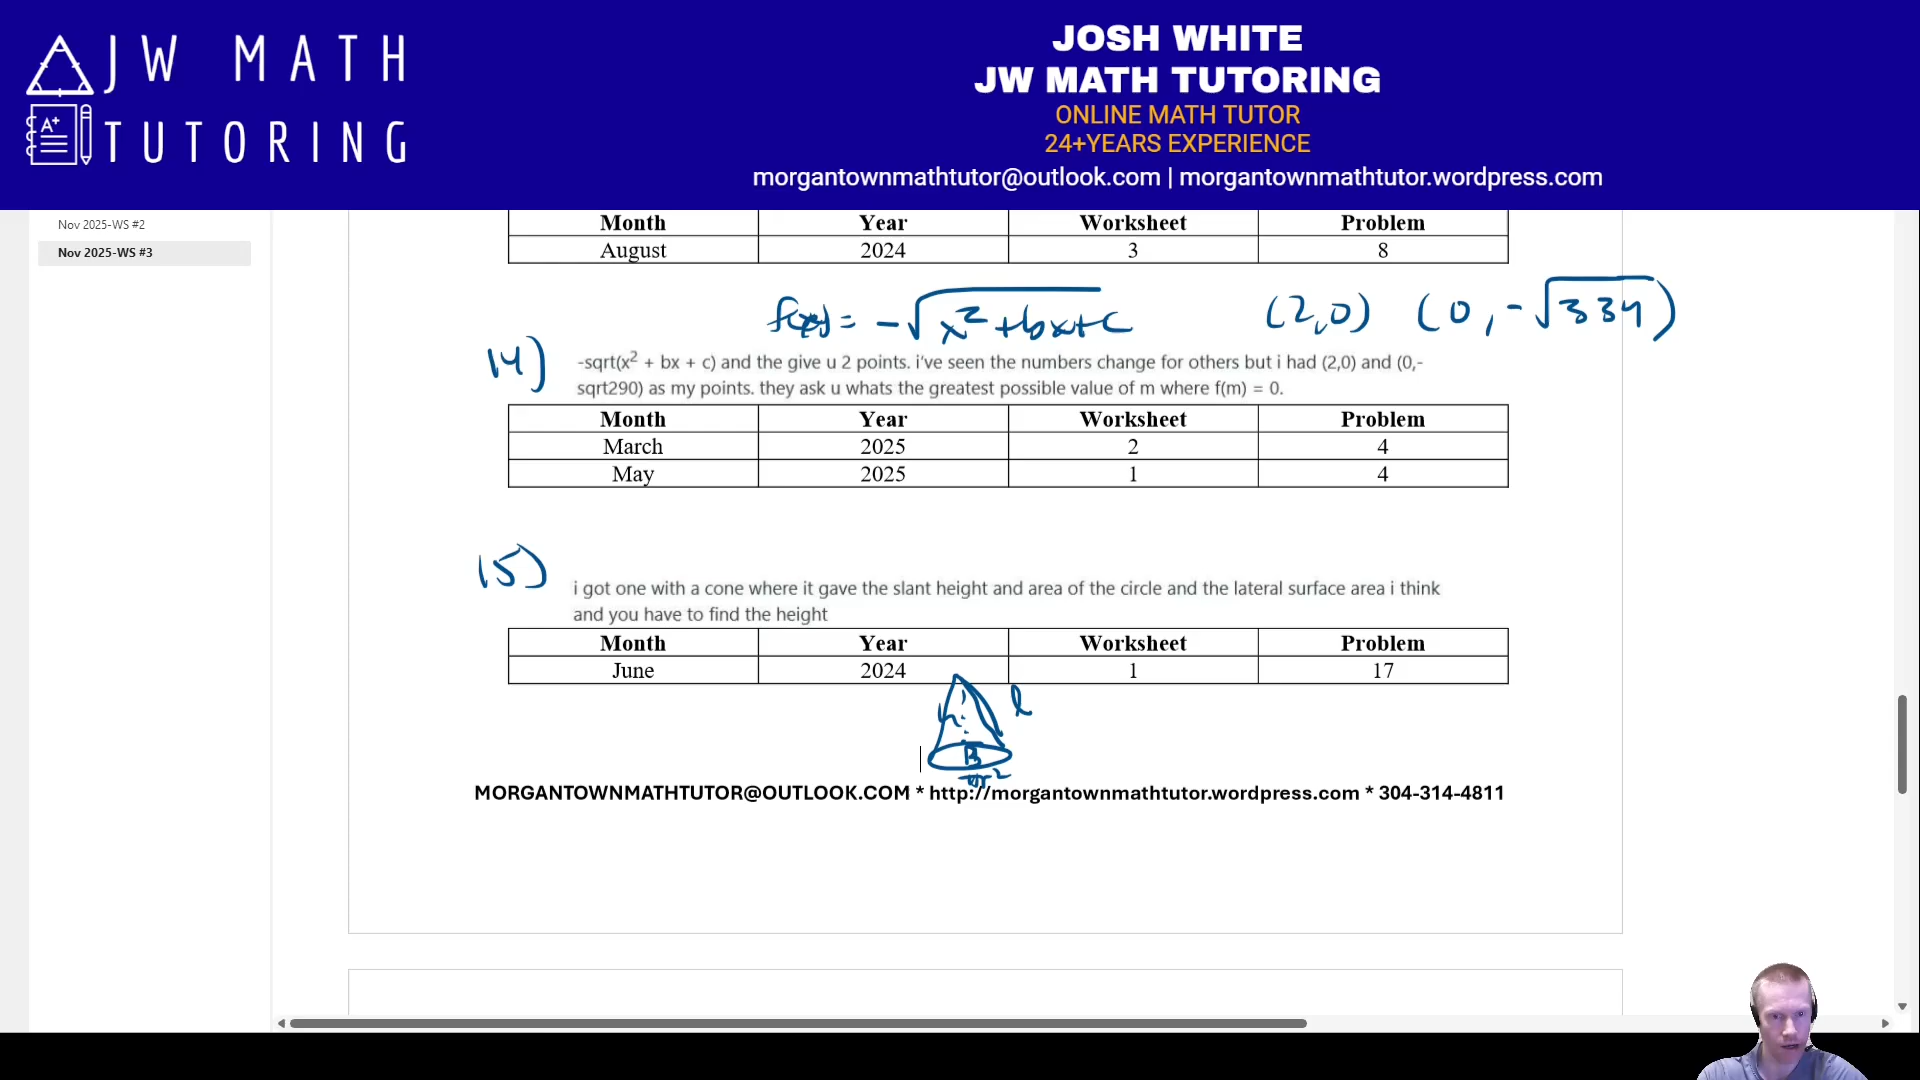 JW MATH
A+
TUTORING
JOSH WHITE
JW MATH TUTORING
ONLINE MATH TUTOR
24+YEARS EXPERIENCE
morgantownmathtutor@outlook.com | morgantownmathtutor.wordpress.com
Nov 2025-WS #2
Nov 2025-WS #3
Month Year Worksheet Problem
August 2024 3 8
f(x) = -√x²+bx+c (2,0) (0,-√334)
14)
-sqrt(x² + bx + c) and the give u 2 points. i've seen the numbers change for others but i had (2,0) and (0,-
sqrt290) as my points. they ask u whats the greatest possible value of m where f(m) = 0.
Month Year Worksheet Problem
March 2025 2 4
May 2025 1 4
15)
i got one with a cone where it gave the slant height and area of the circle and the lateral surface area i think
and you have to find the height
Month Year Worksheet Problem
June 2024 1 17
h l
B
πr²
MORGANTOWNMATHTUTOR@OUTLOOK.COM * http://morgantownmathtutor.wordpress.com * 304-314-4811